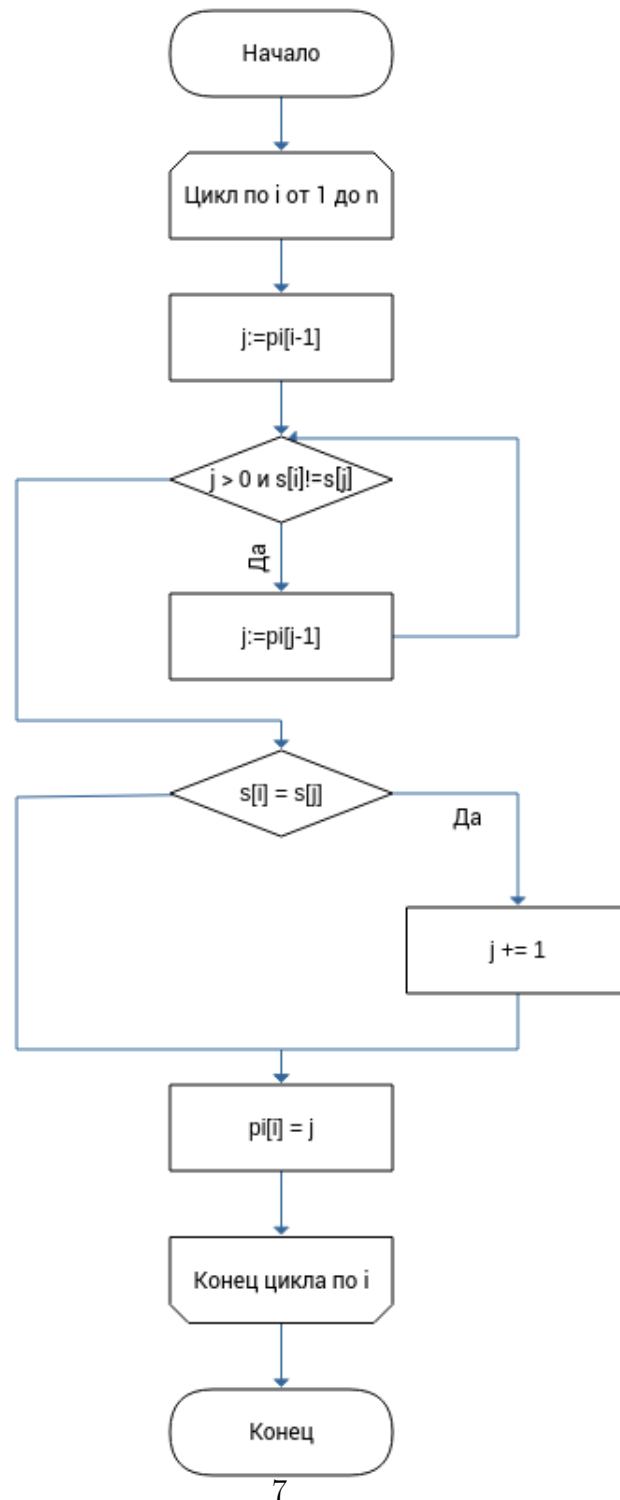 Начало
Цикл по i от 1 до n
j:=pi[i-1]
j > 0 и s[i]!=s[j]
Да
j:=pi[j-1]
s[i] = s[j]
Да
j += 1
pi[i] = j
Конец цикла по i
Конец
7